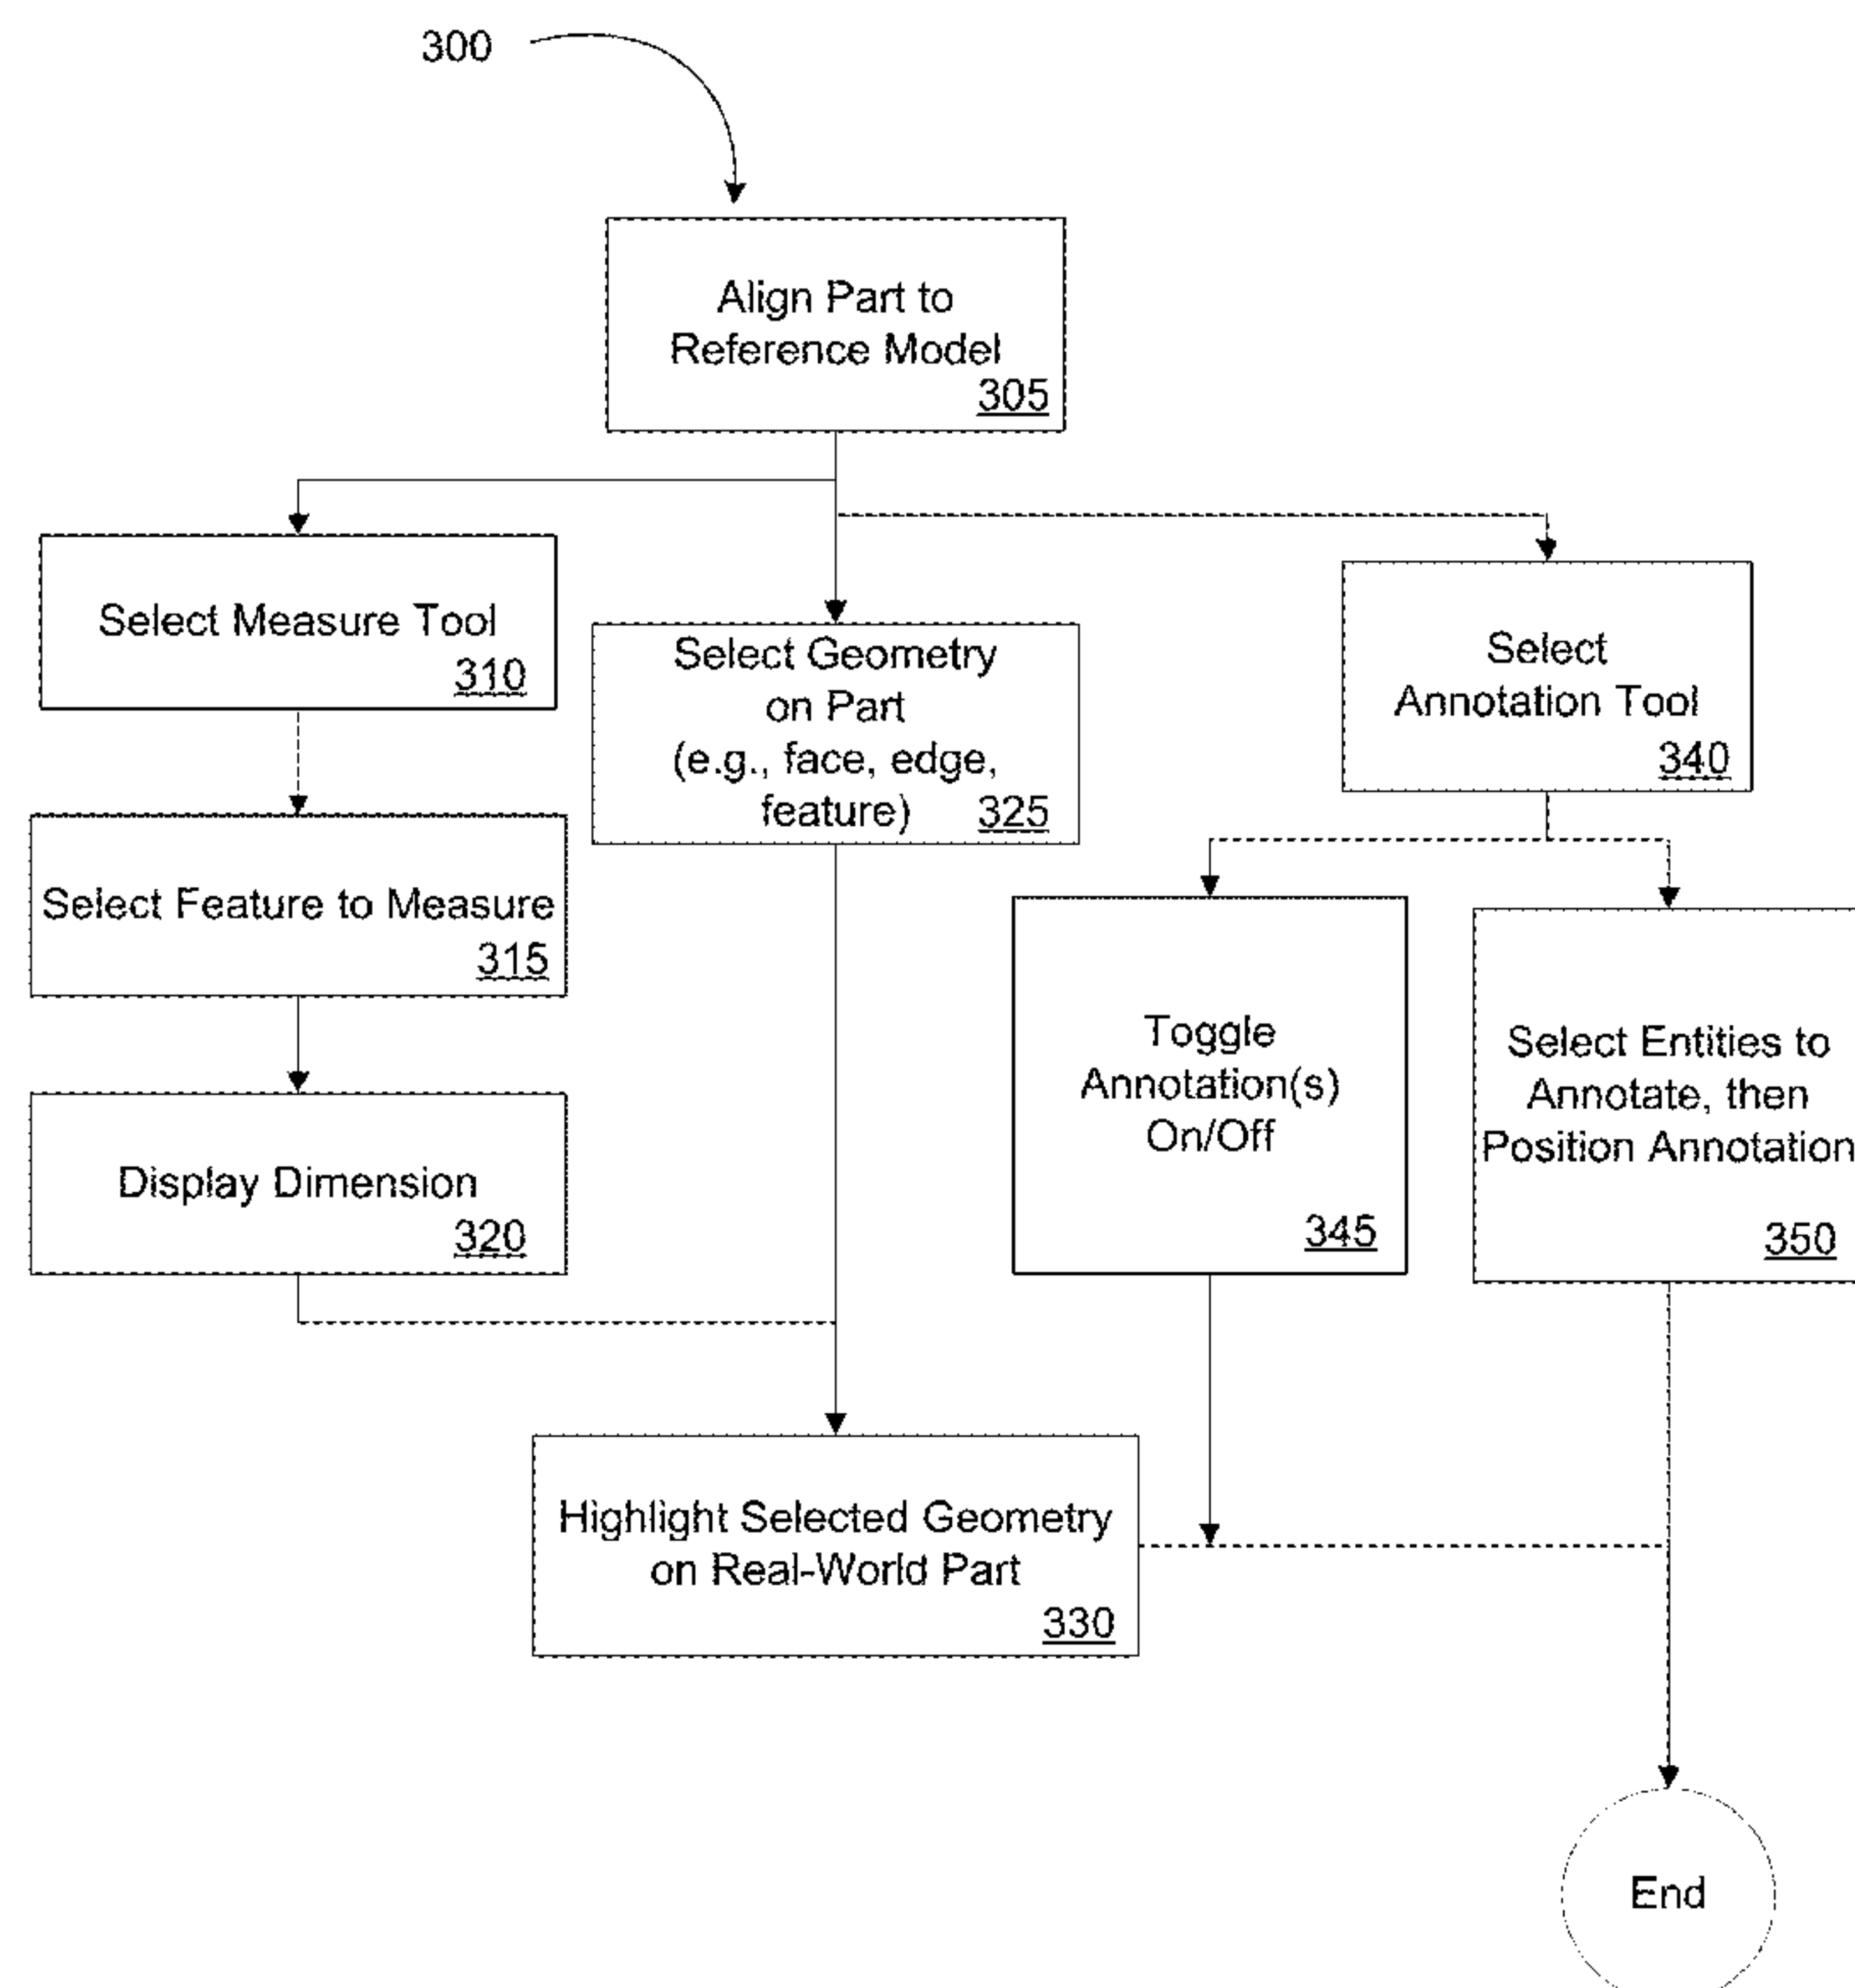 300
Align Part to
Reference Model
305
Select Measure Tool
310
Select Geometry
on Part
(e.g., face, edge,
feature) 325
Select
Annotation Tool
340
Select Feature to Measure
315
Display Dimension
320
Toggle
Annotation(s)
On/Off
345
Select Entities to
Annotate, then
Position Annotation
350
Highlight Selected Geometry
on Real-World Part
330
End